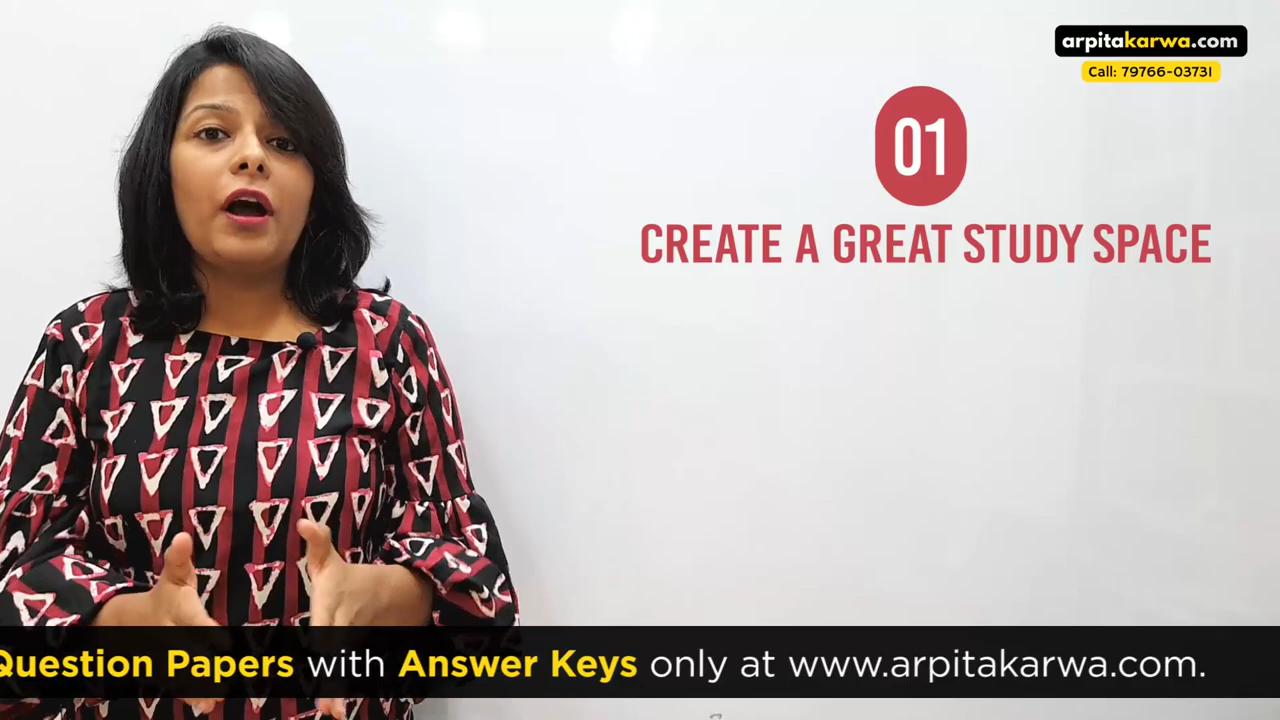 arpitakarwa.com
Call: 79766-03731
01
CREATE A GREAT STUDY SPACE
Question Papers with Answer Keys only at www.arpitakarwa.com.